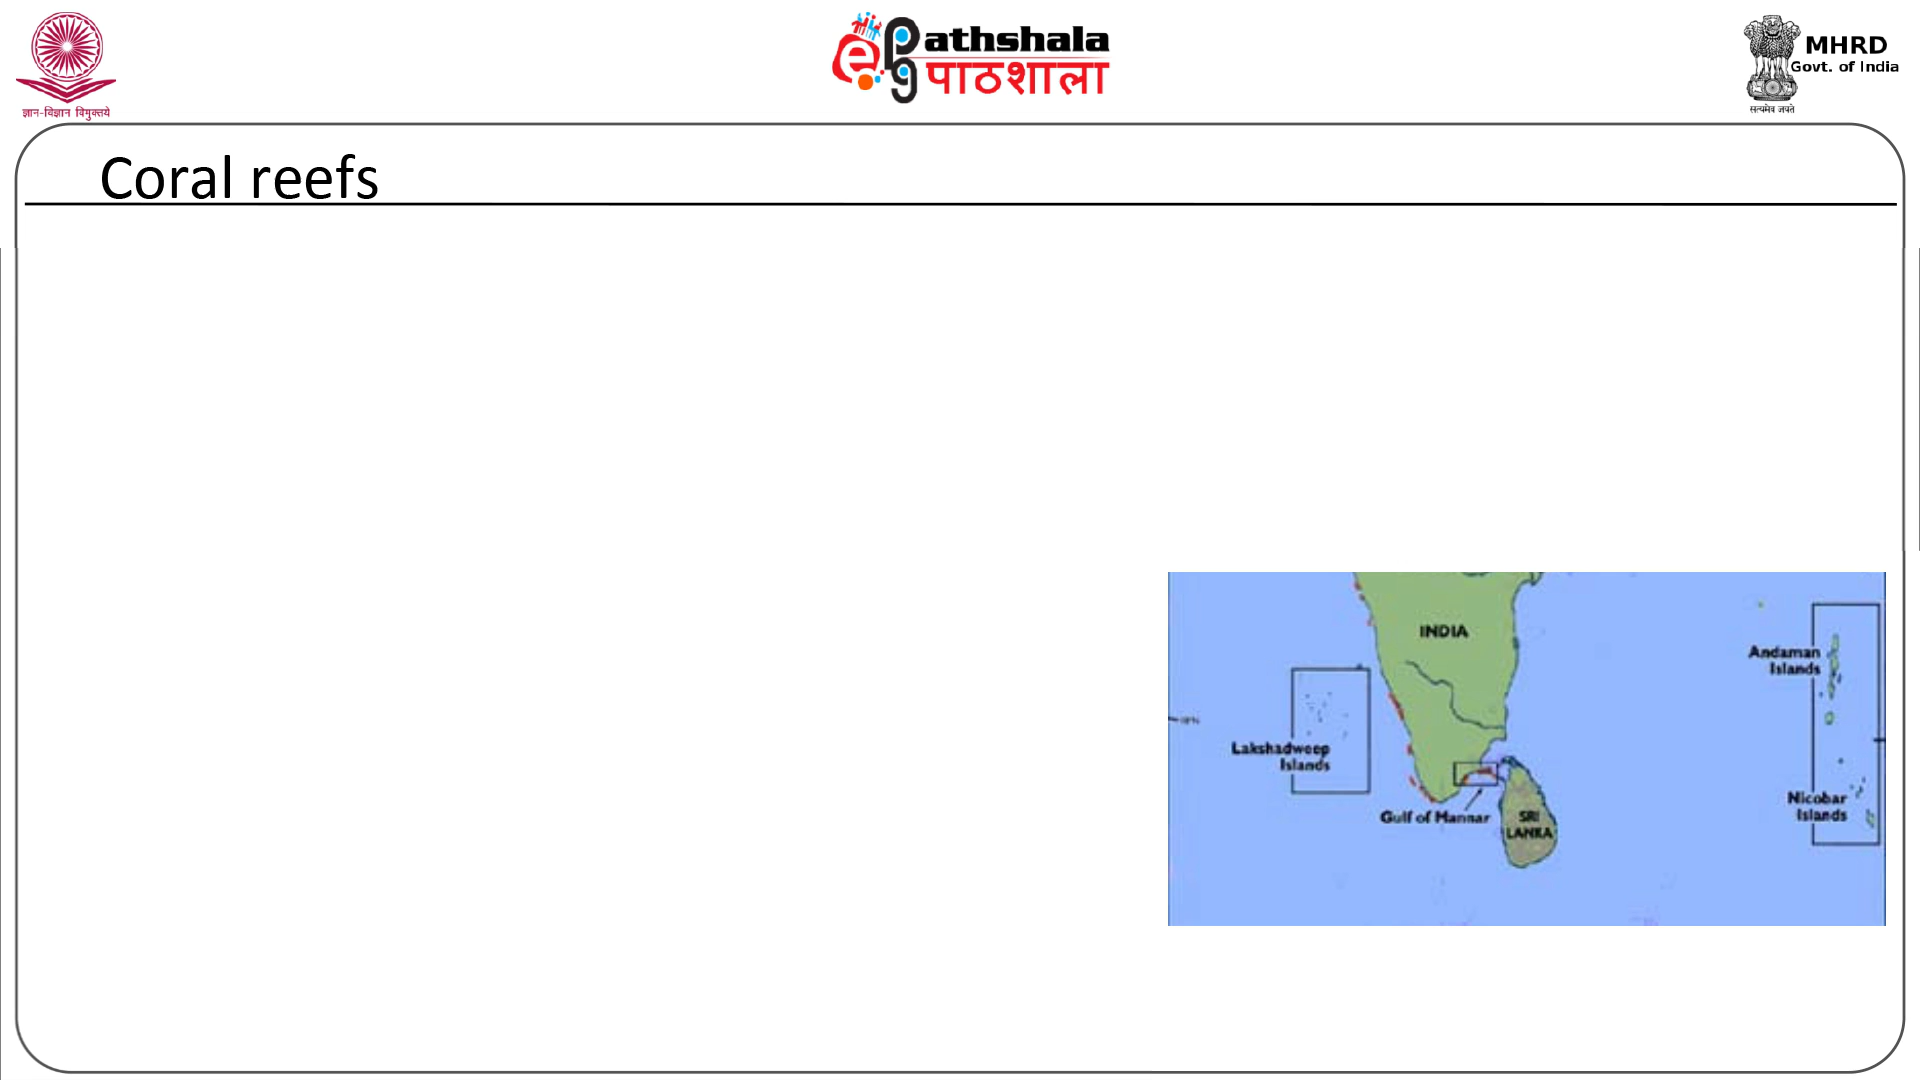 ज्ञान-विज्ञान विमुक्तये
e Pg athshala
पाठशाला
MHRD
Govt. of India
सत्यमेव जयते
Coral reefs
INDIA
Andaman
Islands
Lakshadweep
Islands
Nicobar
Islands
Gulf of Mannar
SRI
LANKA